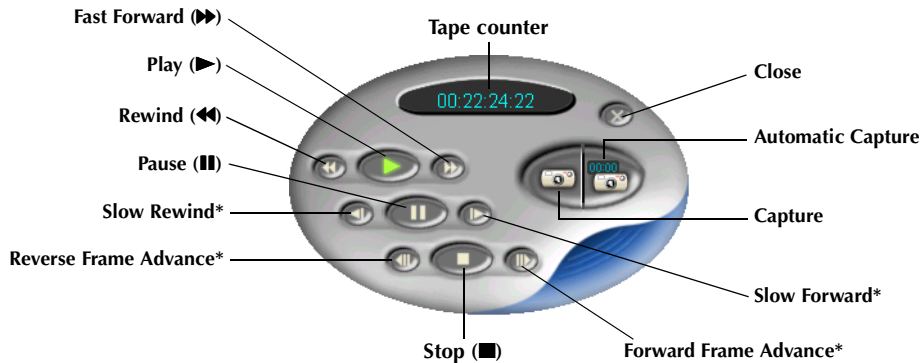 Fast Forward (▶▶)
Tape counter
Play (▶)
Close
Rewind (◀◀)
00:22:24:22
Automatic Capture
Pause (❚❚)
00:00
Slow Rewind*
Capture
Reverse Frame Advance*
Slow Forward*
Stop (■)
Forward Frame Advance*